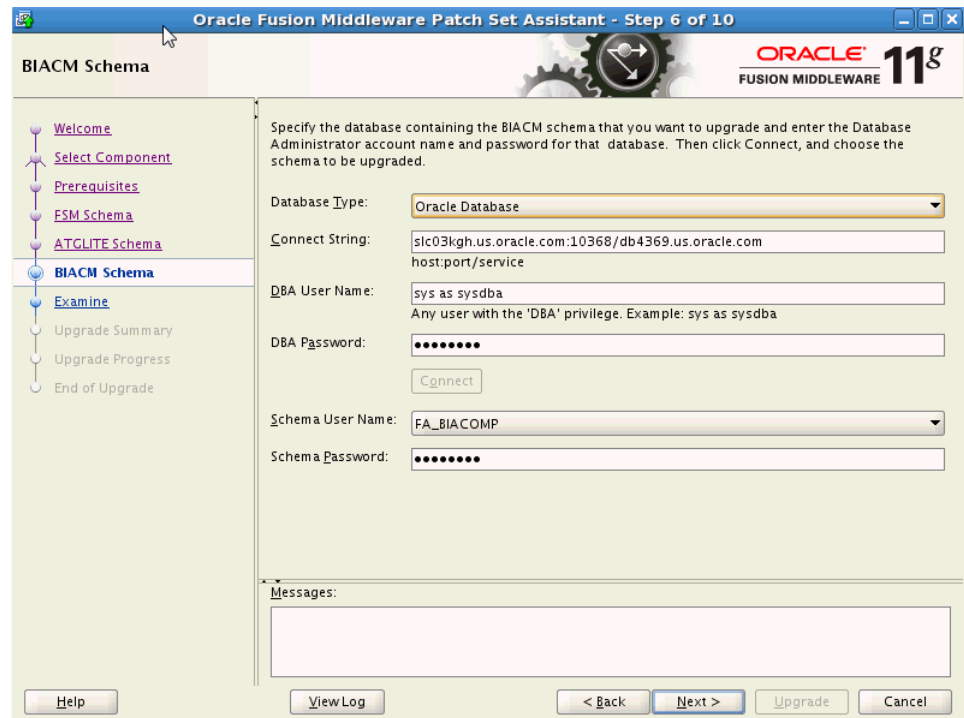 Oracle Fusion Middleware Patch Set Assistant - Step 6 of 10
BIACM Schema
ORACLE®
FUSION MIDDLEWARE
11g
Welcome
Select Component
Prerequisites
FSM Schema
ATGLITE Schema
BIACM Schema
Examine
Upgrade Summary
Upgrade Progress
End of Upgrade
Specify the database containing the BIACM schema that you want to upgrade and enter the Database
Administrator account name and password for that database. Then click Connect, and choose the
schema to be upgraded.
Database Type:
Oracle Database
Connect String:
slc03kgh.us.oracle.com:10368/db4369.us.oracle.com
host:port/service
DBA User Name:
sys as sysdba
Any user with the 'DBA' privilege. Example: sys as sysdba
DBA Password:
••••••••
Connect
Schema User Name:
FA_BIACOMP
Schema Password:
••••••••
Messages:
Help
View Log
< Back
Next >
Upgrade
Cancel